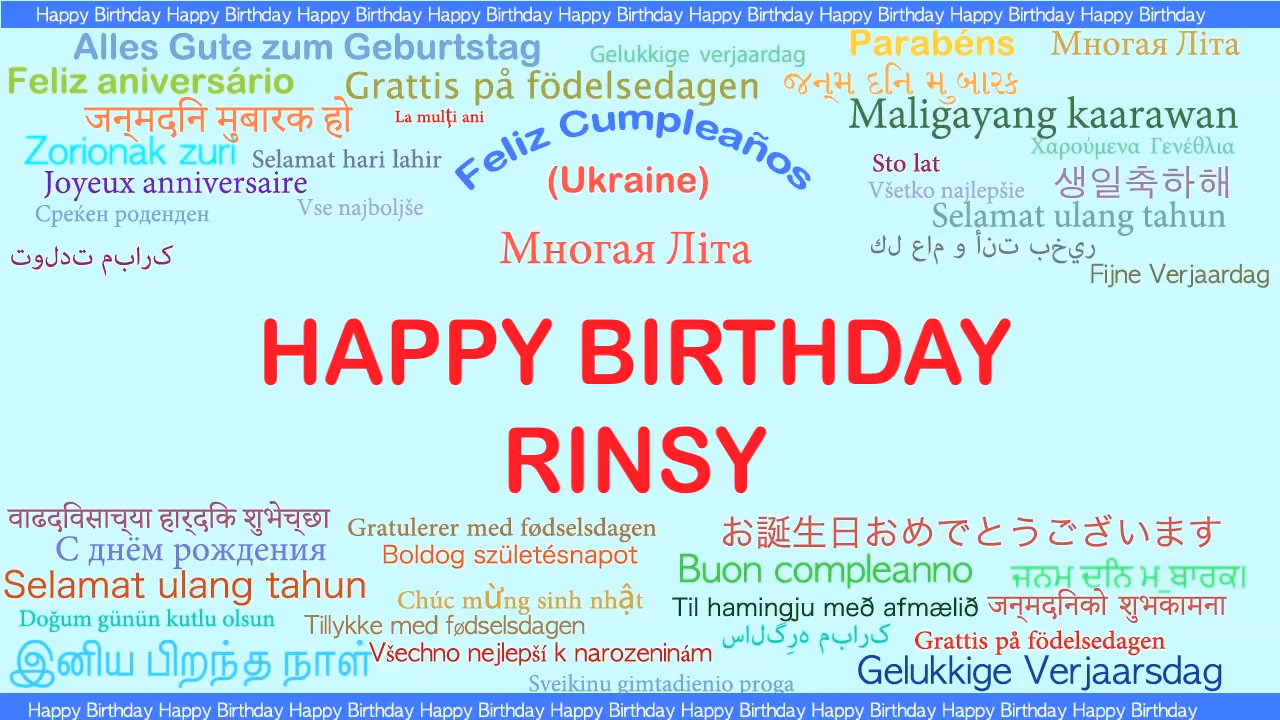 Happy Birthday Happy Birthday Happy Birthday Happy Birthday Happy Birthday Happy Birthday Happy Birthday Happy Birthday Happy Birthday
Alles Gute zum Geburtstag
Gelukkige verjaardag
Parabéns
Многая Літа
Feliz aniversário
Grattis på födelsedagen
જન્મ દનિ મુબારક
जन्मदनि मुबारक हो
La mulţi ani
Feliz Cumpleaños
Maligayang kaarawan
Zorionak zuri
Selamat hari lahir
Sto lat
Χαρούμενα Γενέθλια
Joyeux anniversaire
(Ukraine)
Všetko najlepšie
생일축하해
Среќен роденден
Vse najboljše
Selamat ulang tahun
تولدت مبارک
Многая Літа
كل عام و أنت بخير
Fijne Verjaardag
HAPPY BIRTHDAY
RINSY
वाढदविसाच्या हार्दकि शुभेच्छा
Gratulerer med fødselsdagen
お誕生日おめでとうございます
С днём рождения
Boldog születésnapot
Buon compleanno
ਜਨਮ ਦਨਿ ਮੁਬਾਰਕ।
Selamat ulang tahun
Chúc mừng sinh nhật
Til hamingju með afmælið
जन्मदनिको शुभकामना
Doğum günün kutlu olsun
Tillykke med fødselsdagen
سالگرہ مبارک
Grattis på födelsedagen
இனிய பிறந்த நாள்
Všechno nejlepší k narozeninám
Gelukkige Verjaarsdag
Sveikinu gimtadienio proga
Happy Birthday Happy Birthday Happy Birthday Happy Birthday Happy Birthday Happy Birthday Happy Birthday Happy Birthday Happy Birthday